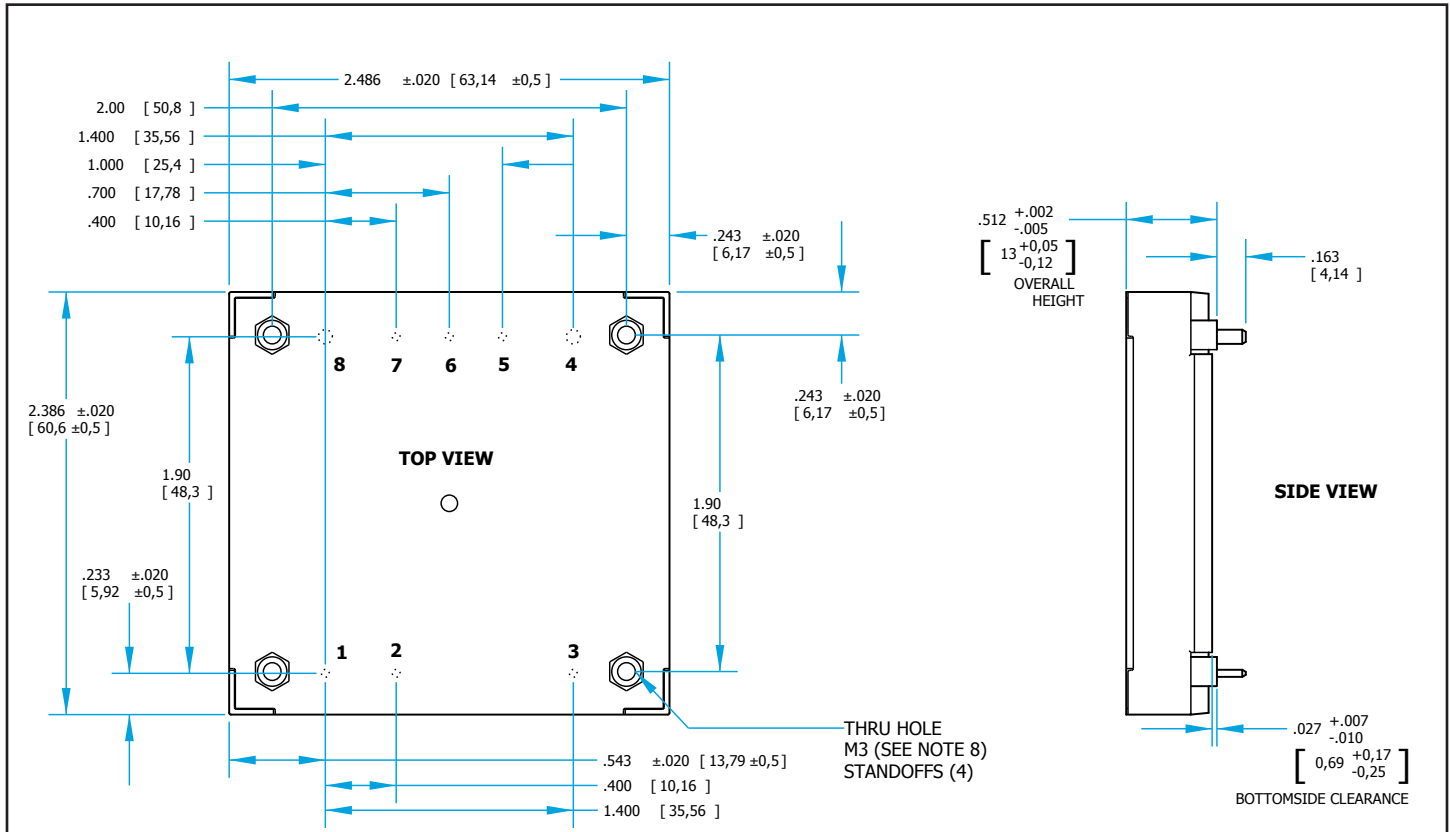 2.486 ±.020 [ 63,14 ±0,5 ]
2.00 [ 50,8 ]
1.400 [ 35,56 ]
1.000 [ 25,4 ]
.700 [ 17,78 ]
.400 [ 10,16 ]
.243 ±.020
[ 6,17 ±0,5 ]
.512 +.002
-.005
[ 13 +0,05 ]
-0,12
OVERALL
HEIGHT
.163
[ 4,14 ]
8 7 6 5 4
.243 ±.020
[ 6,17 ±0,5]
2.386 ±.020
[ 60,6 ±0,5]
TOP VIEW
1.90
[ 48,3 ]
1.90
[ 48,3 ]
SIDE VIEW
.233 ±.020
[ 5,92 ±0,5 ]
1 2 3
THRU HOLE
M3 (SEE NOTE 8)
STANDOFFS (4)
.543 ±.020 [ 13,79 ±0,5]
.400 [ 10,16 ]
1.400 [ 35,56 ]
.027 +.007
-.010
[ 0,69 +0,17 ]
-0,25
BOTTOMSIDE CLEARANCE